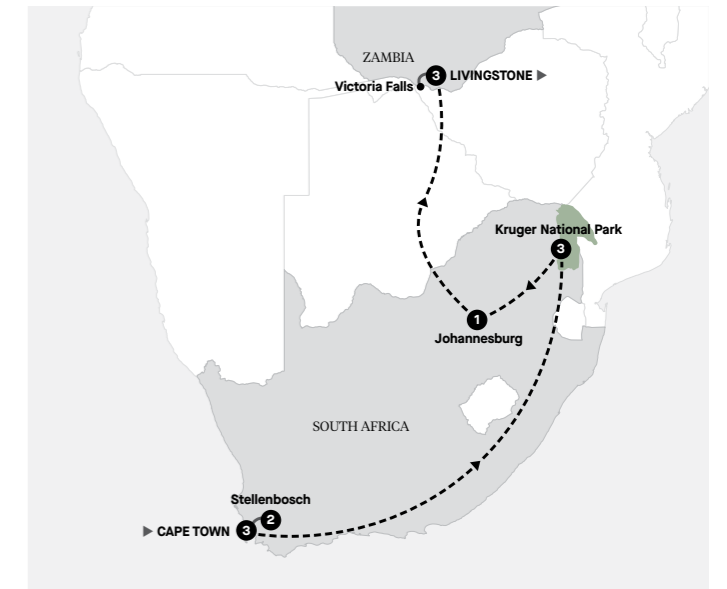 ZAMBIA
3 LIVINGSTONE ▶
Victoria Falls
Kruger National Park
3
1
Johannesburg
SOUTH AFRICA
Stellenbosch
2
▶ CAPE TOWN 3